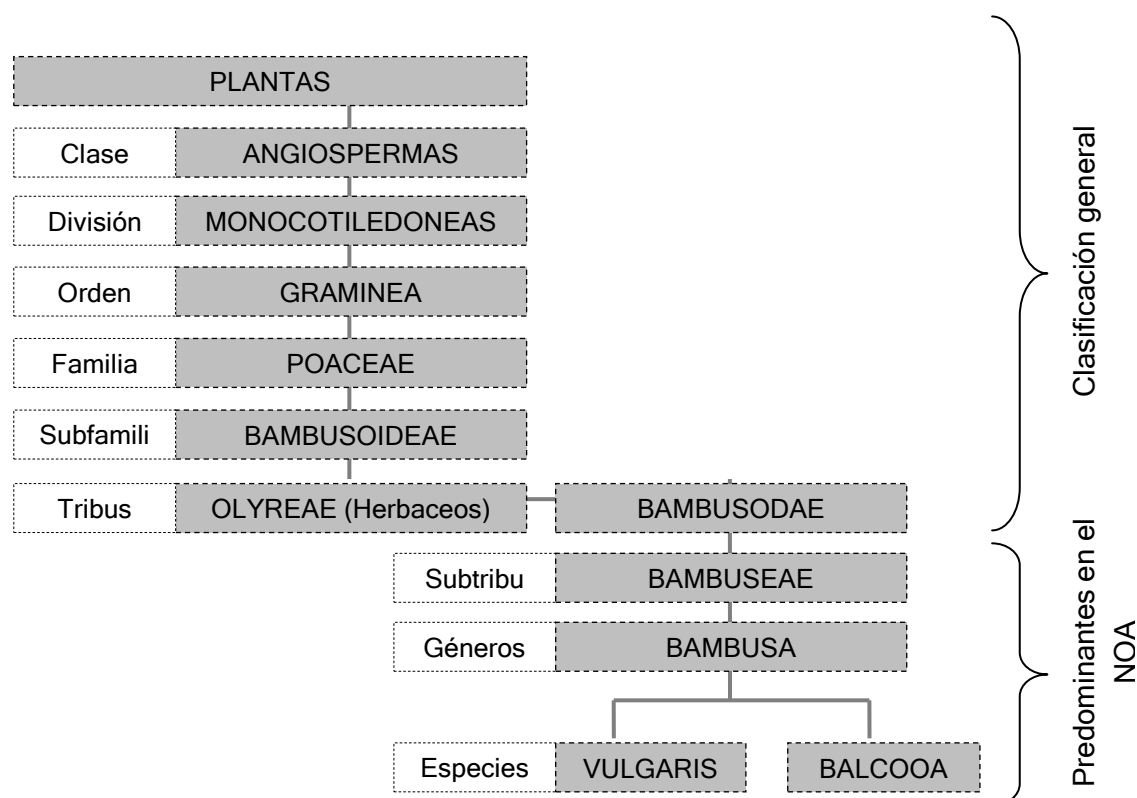 PLANTAS
Clase ANGIOSPERMAS
División MONOCOTILEDONEAS
Orden GRAMINEA
Familia POACEAE
Subfamili BAMBUSOIDEAE
Tribus OLYREAE (Herbaceos) BAMBUSODAE
Subtribu BAMBUSEAE
Géneros BAMBUSA
Especies VULGARIS BALCOOA
Clasificación general
Predominantes en el
NOA